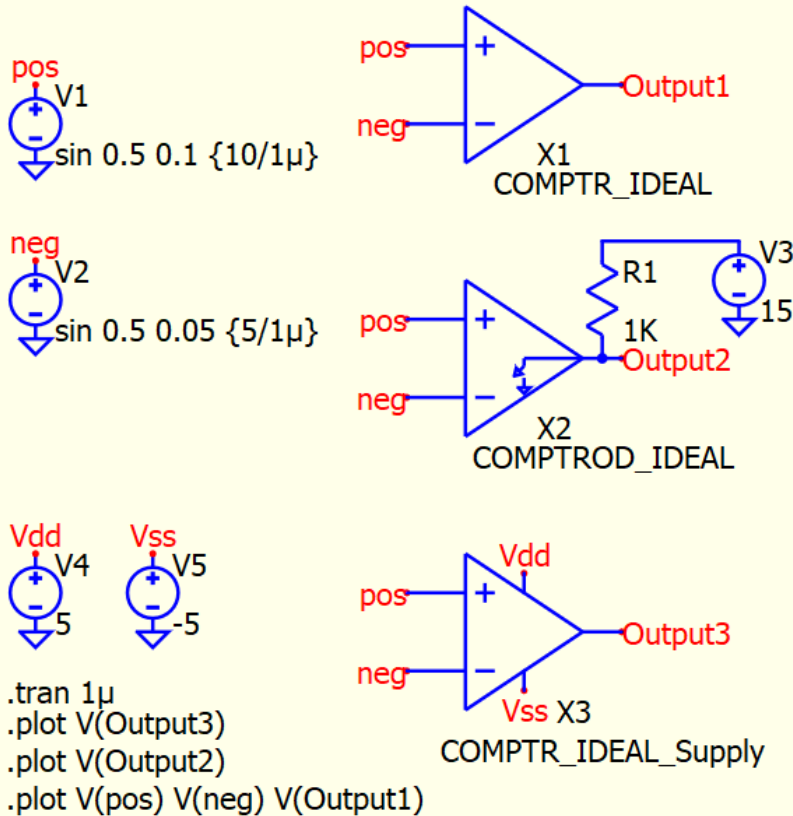 pos
V1
sin 0.5 0.1 {10/1µ}
pos
neg
Output1
X1
COMPTR_IDEAL
neg
V2
sin 0.5 0.05 {5/1µ}
pos
neg
R1
1K
V3
15
Output2
X2
COMPTROD_IDEAL
Vdd
V4
5
Vss
V5
-5
pos
neg
Vdd
Vss
Output3
X3
COMPTR_IDEAL_Supply
.tran 1µ
.plot V(Output3)
.plot V(Output2)
.plot V(pos) V(neg) V(Output1)